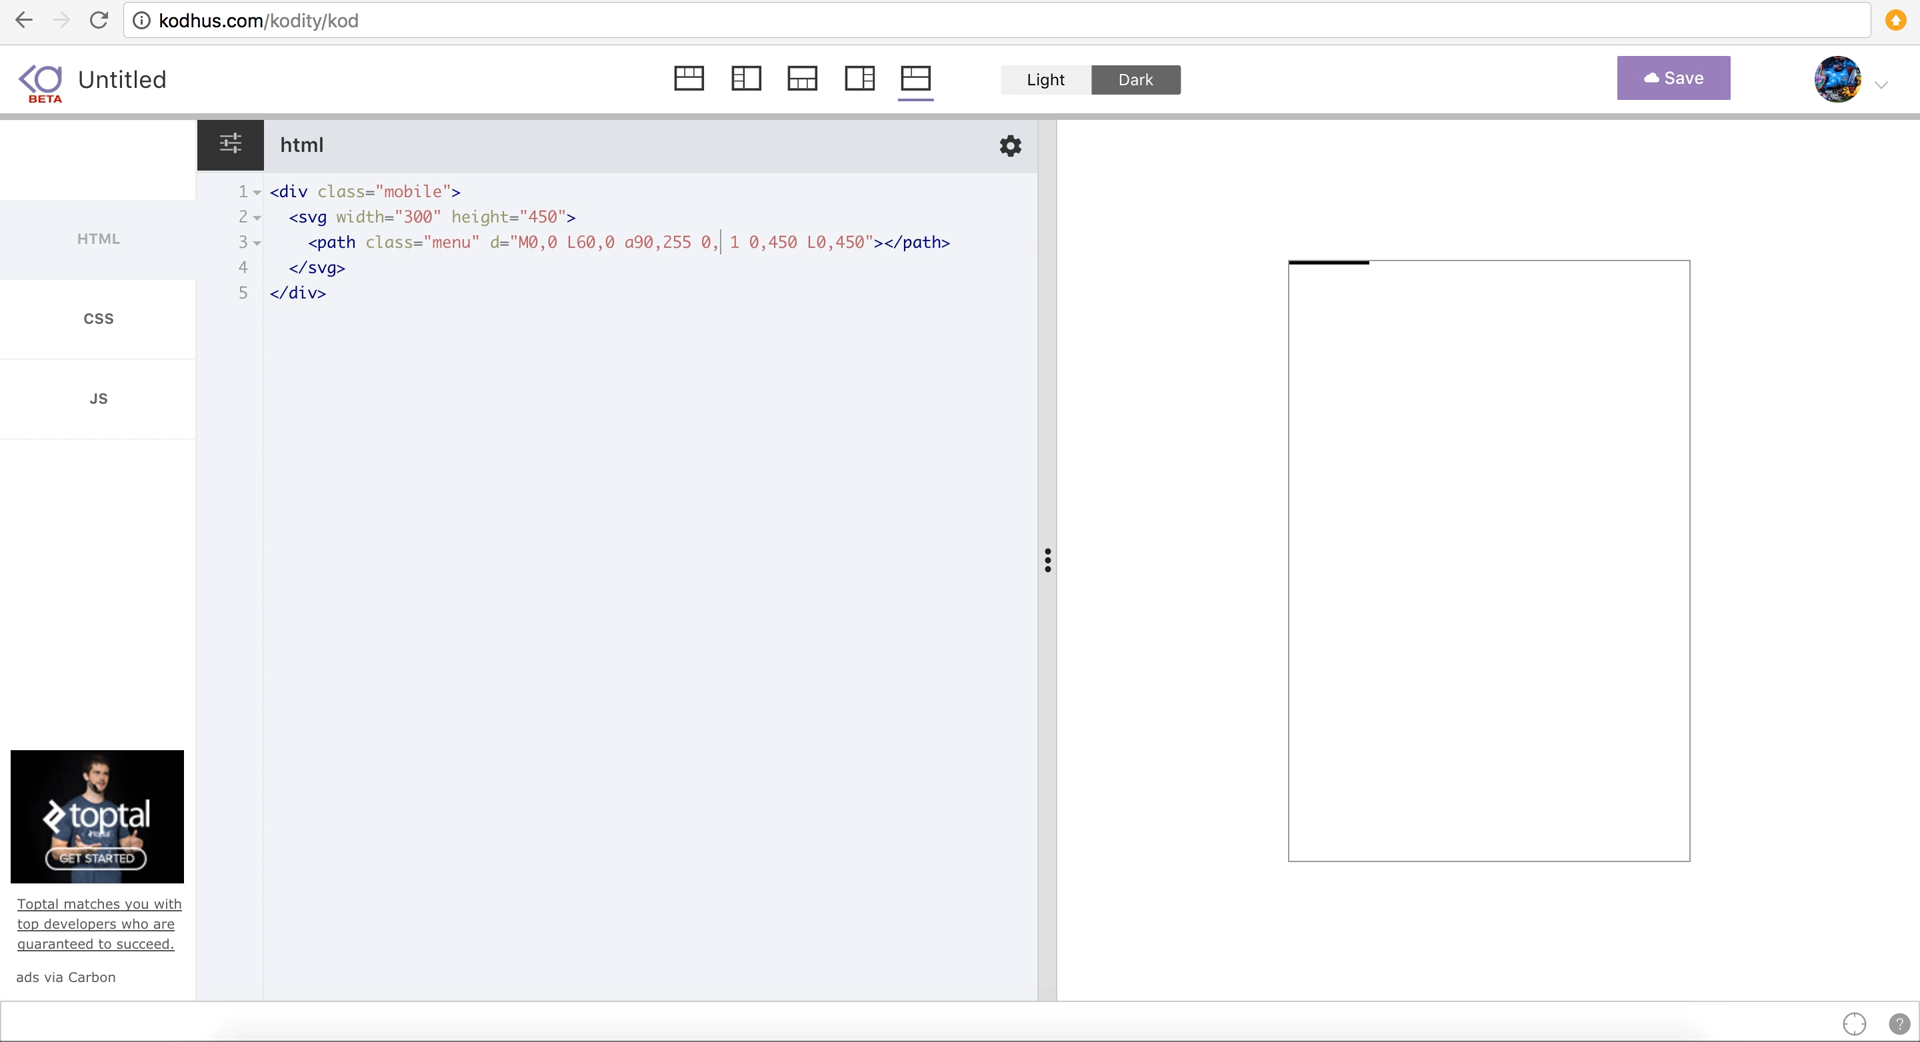 kodhus.com/kodity/kod
BETA
Untitled
Light
Dark
Save
html
HTML
CSS
JS
1 <div class="mobile">
2 <svg width="300" height="450">
3 <path class="menu" d="M0,0 L60,0 a90,255 0, 1 0,450 L0,450"></path>
4 </svg>
5 </div>
toptal
GET STARTED
Toptal matches you with
top developers who are
guaranteed to succeed.
ads via Carbon
?